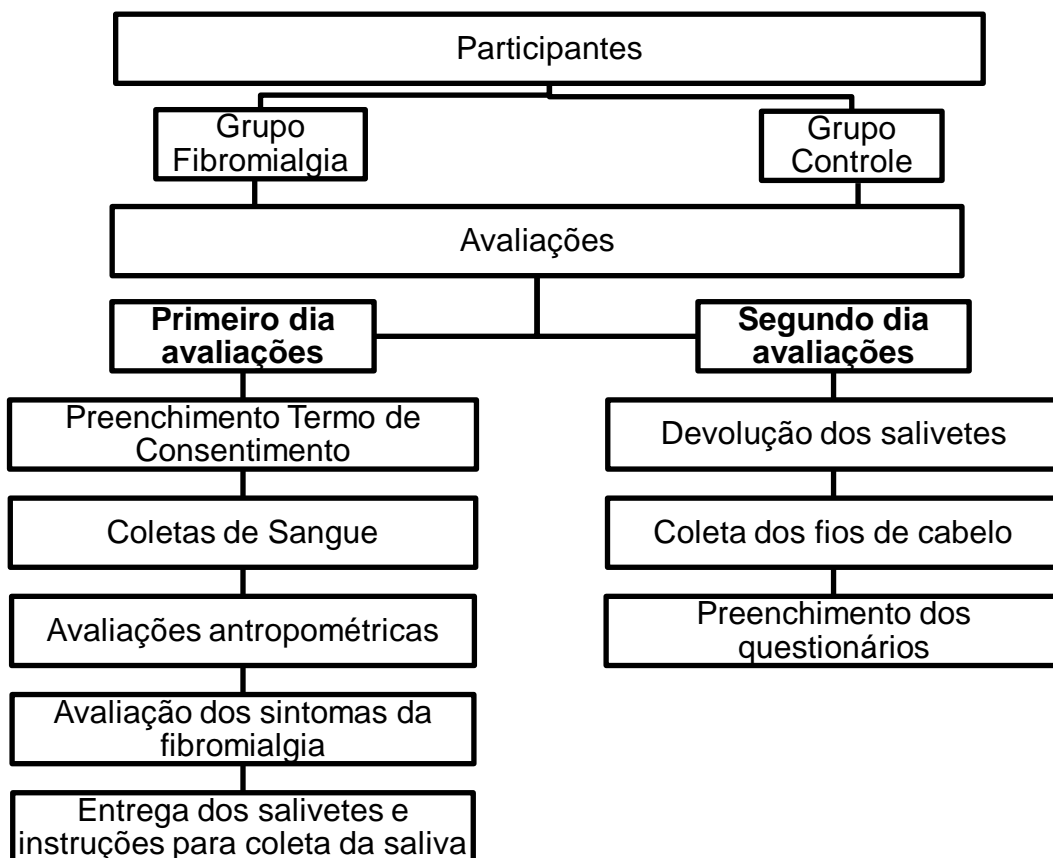 Participantes
Grupo
Fibromialgia
Grupo
Controle
Avaliações
Primeiro dia
avaliações
Segundo dia
avaliações
Preenchimento Termo de
Consentimento
Coletas de Sangue
Avaliações antropométricas
Avaliação dos sintomas da
fibromialgia
Entrega dos salivetes e
instruções para coleta da saliva
Devolução dos salivetes
Coleta dos fios de cabelo
Preenchimento dos
questionários